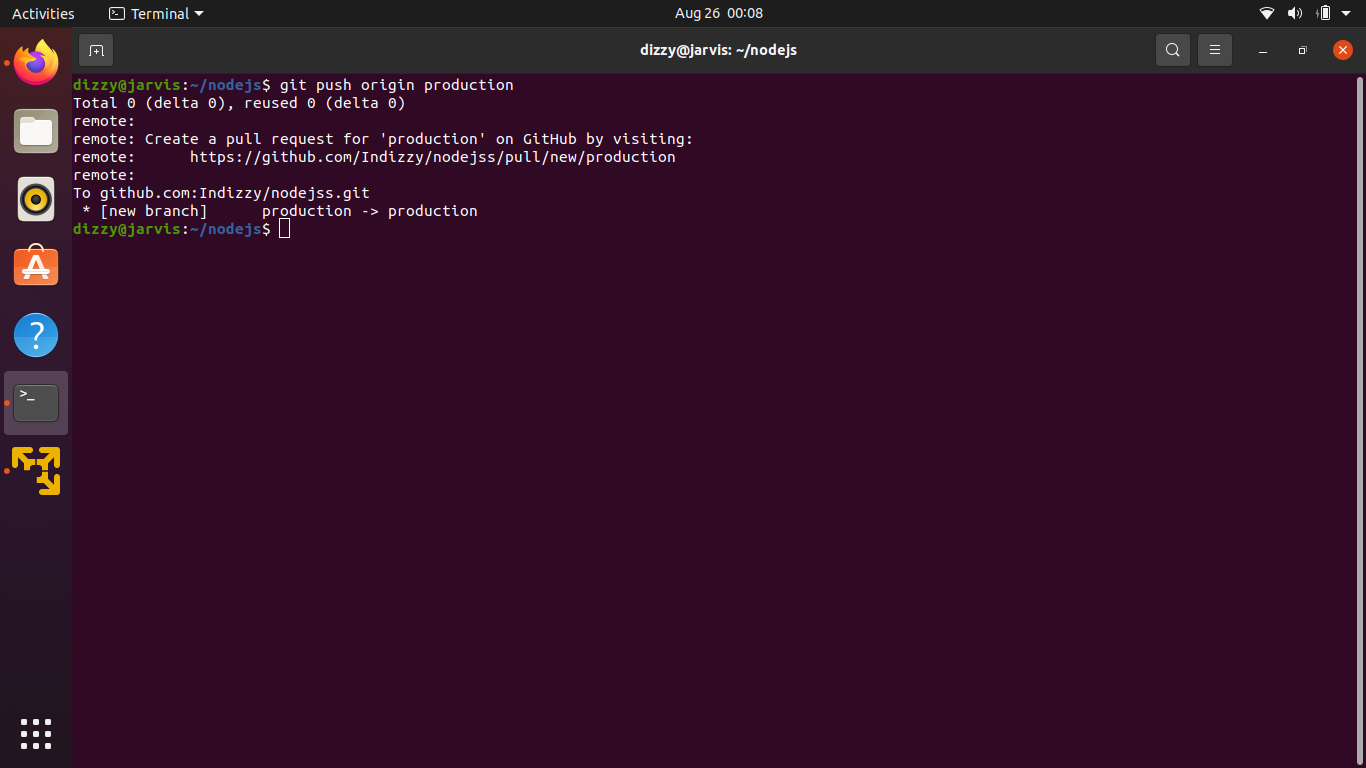 Activities Terminal Aug 26 00:08
dizzy@jarvis: ~/nodejs
dizzy@jarvis:~/nodejs$ git push origin production
Total 0 (delta 0), reused 0 (delta 0)
remote:
remote: Create a pull request for 'production' on GitHub by visiting:
remote:      https://github.com/Indizzy/nodejss/pull/new/production
remote:
To github.com:Indizzy/nodejss.git
 * [new branch]      production -> production
dizzy@jarvis:~/nodejs$